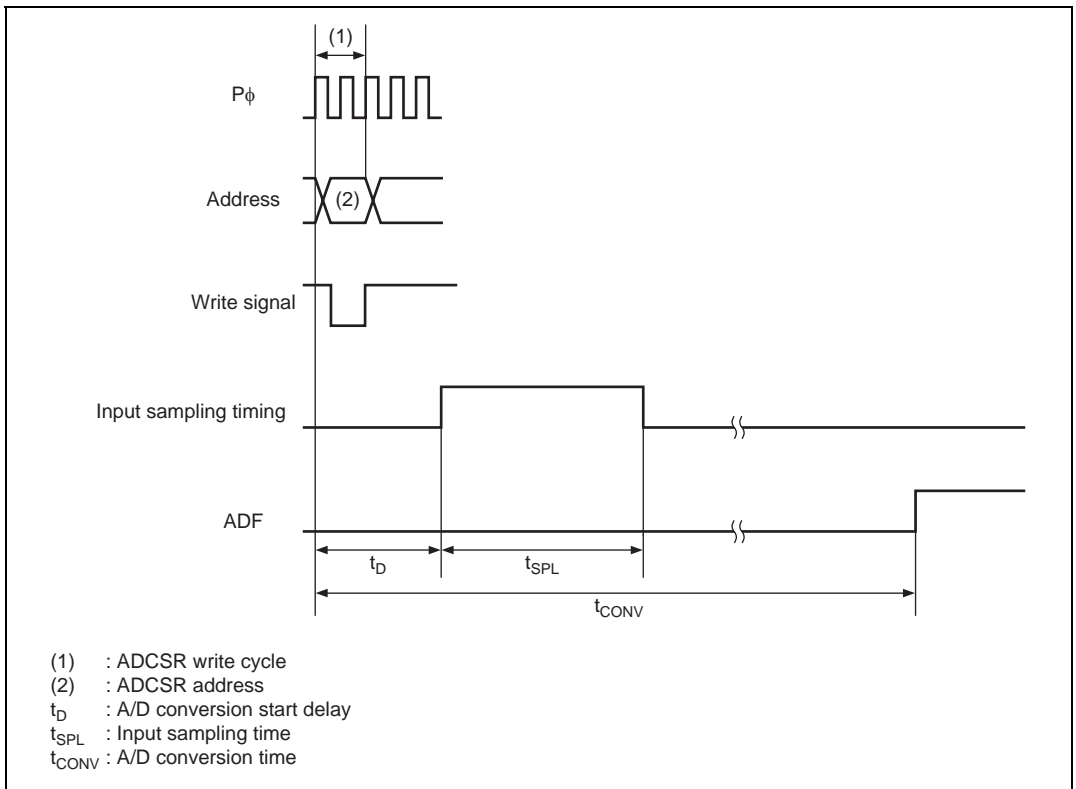 (1)
Pϕ
Address
(2)
Write signal
Input sampling timing
ADF
tD
tSPL
tCONV
(1) : ADCSR write cycle
(2) : ADCSR address
tD : A/D conversion start delay
tSPL : Input sampling time
tCONV : A/D conversion time